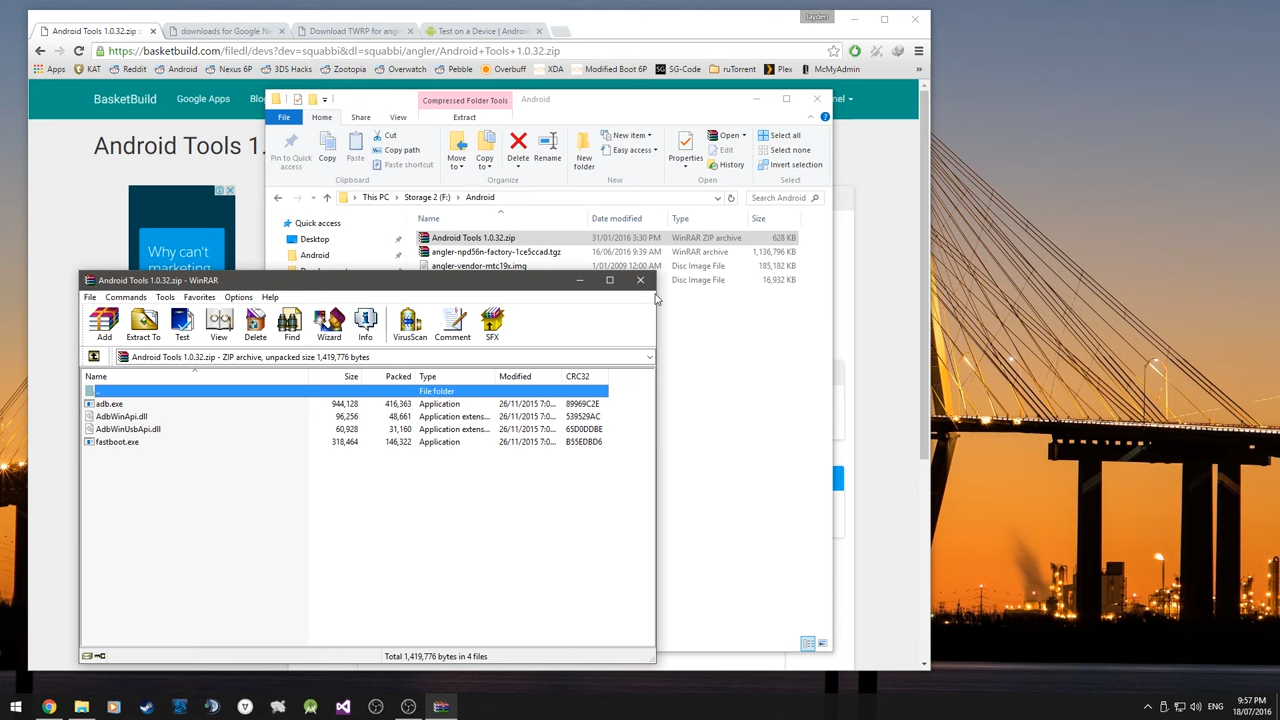 Jayden
Android Tools 1.0.32.zip :
downloads for Google Ne
Download TWRP for angle
Test on a Device | Androi
https://basketbuild.com/filedl/devs?dev=squabbi&dl=squabbi/angler/Android+Tools+1.0.32.zip
Apps KAT Reddit Android Nexus 6P 3DS Hacks Zootopia Overwatch Pebble Overbuff XDA Modified Boot 6P SG-Code ruTorrent Plex McMyAdmin »
BasketBuild Google Apps Blo nel
Android Tools 1.
Why can't
marketing
Compressed Folder Tools Android
File Home Share View Extract
Pin to Quick access
Copy
Paste
Cut
Copy path
Paste shortcut
Clipboard
Move to
Copy to
Delete
Rename
Organize
New folder
New item
Easy access
New
Properties
Open
Edit
History
Open
Select all
Select none
Invert selection
Select
This PC > Storage 2 (F:) > Android
Search Android
Quick access
Desktop
Android
Name Date modified Type Size
Android Tools 1.0.32.zip 31/01/2016 3:30 PM WinRAR ZIP archive 628 KB
angler-npd56n-factory-1ce5ccad.tgz 16/06/2016 9:39 AM WinRAR archive 1,136,796 KB
angler-vendor-mtc19x.img 1/01/2009 12:00 AM Disc Image File 185,182 KB
Disc Image File 16,932 KB
Android Tools 1.0.32.zip - WinRAR
File Commands Tools Favorites Options Help
Add Extract To Test View Delete Find Wizard Info VirusScan Comment SFX
Android Tools 1.0.32.zip - ZIP archive, unpacked size 1,419,776 bytes
Name Size Packed Type Modified CRC32
.. File folder
adb.exe 944,128 416,363 Application 26/11/2015 7:0... 89969C2E
AdbWinApi.dll 96,256 48,661 Application extens... 26/11/2015 7:0... 539529AC
AdbWinUsbApi.dll 60,928 31,160 Application extens... 26/11/2015 7:0... 65D0DDBE
fastboot.exe 318,464 146,322 Application 26/11/2015 7:0... B55EDBD6
Total 1,419,776 bytes in 4 files
ENG
9:57 PM
18/07/2016